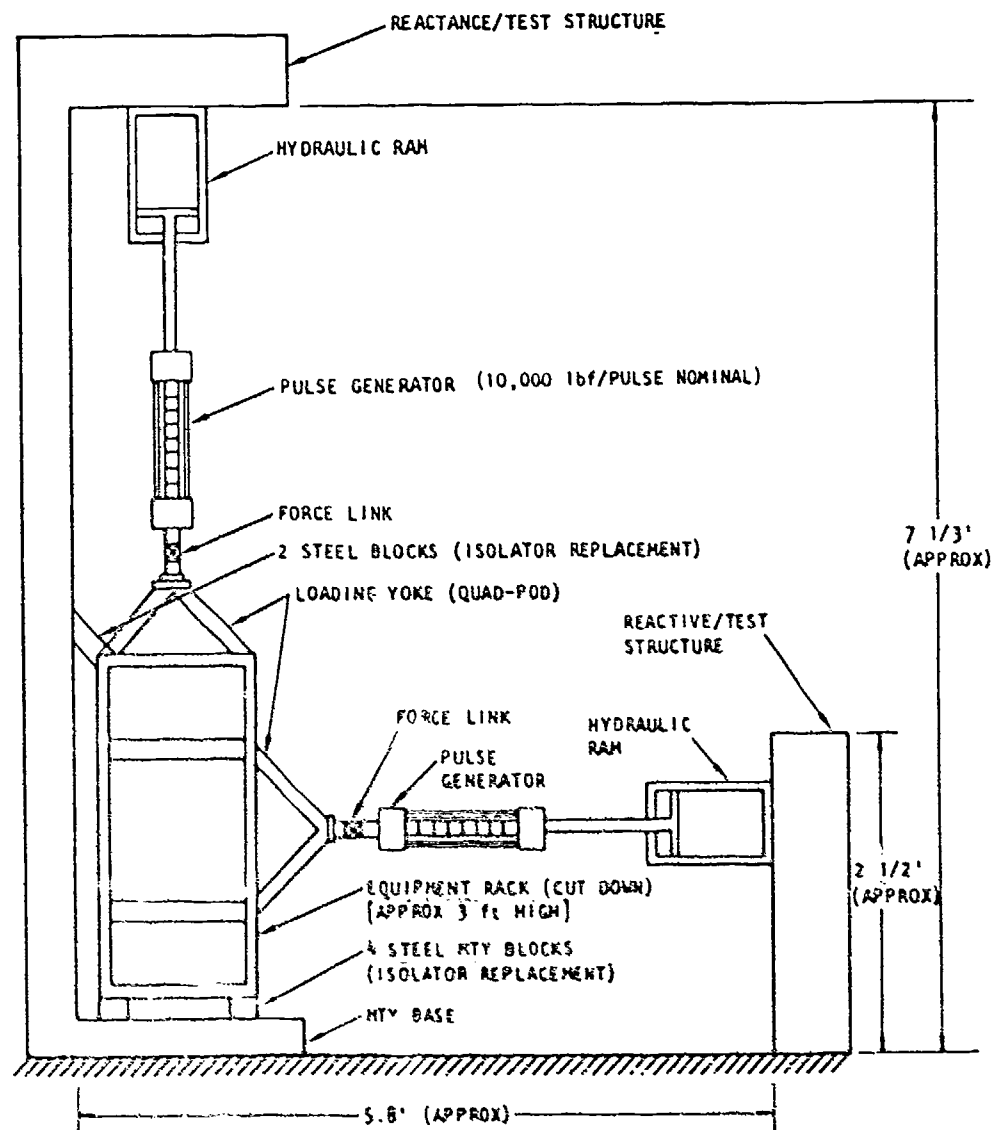 REACTANCE/TEST STRUCTURE
HYDRAULIC RAM
PULSE GENERATOR (10,000 lbf/PULSE NOMINAL)
FORCE LINK
2 STEEL BLOCKS (ISOLATOR REPLACEMENT)
LOADING YOKE (QUAD-POD)
7 1/3'
(APPROX)
REACTIVE/TEST
STRUCTURE
FORCE LINK
HYDRAULIC
RAM
PULSE
GENERATOR
2 1/2'
(APPROX)
EQUIPMENT RACK (CUT DOWN)
[APPROX 3 ft HIGH]
4 STEEL MTY BLOCKS
(ISOLATOR REPLACEMENT)
MTY BASE
5.8' (APPROX)